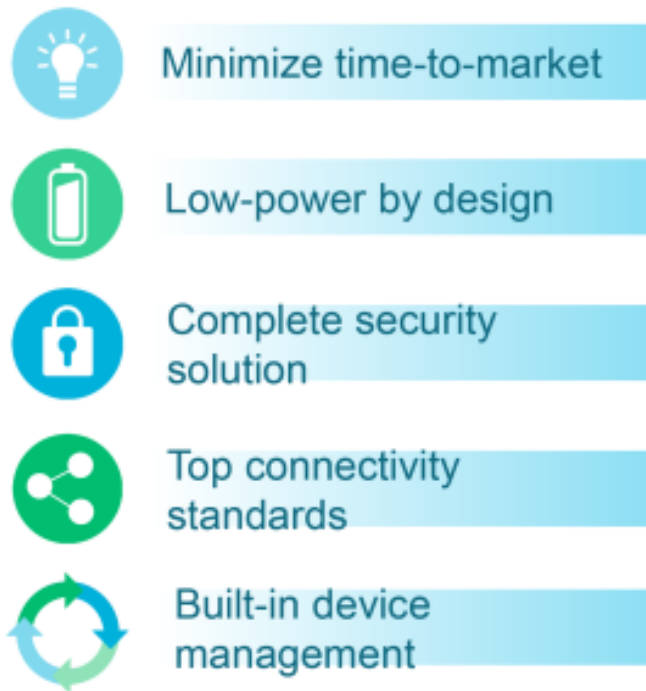 Minimize time-to-market
Low-power by design
Complete security
solution
Top connectivity
standards
Built-in device
management